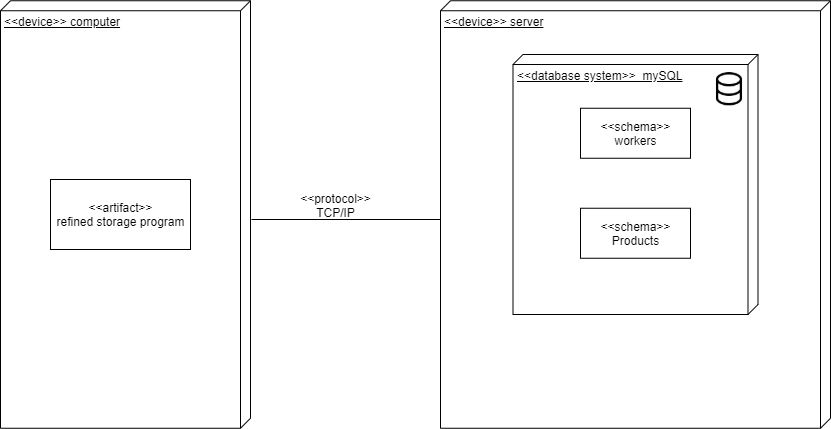 <<device>> computer
<<artifact>>
refined storage program
<<protocol>>
TCP/IP
<<device>> server
<<database system>> mySQL
<<schema>>
workers
<<schema>>
Products